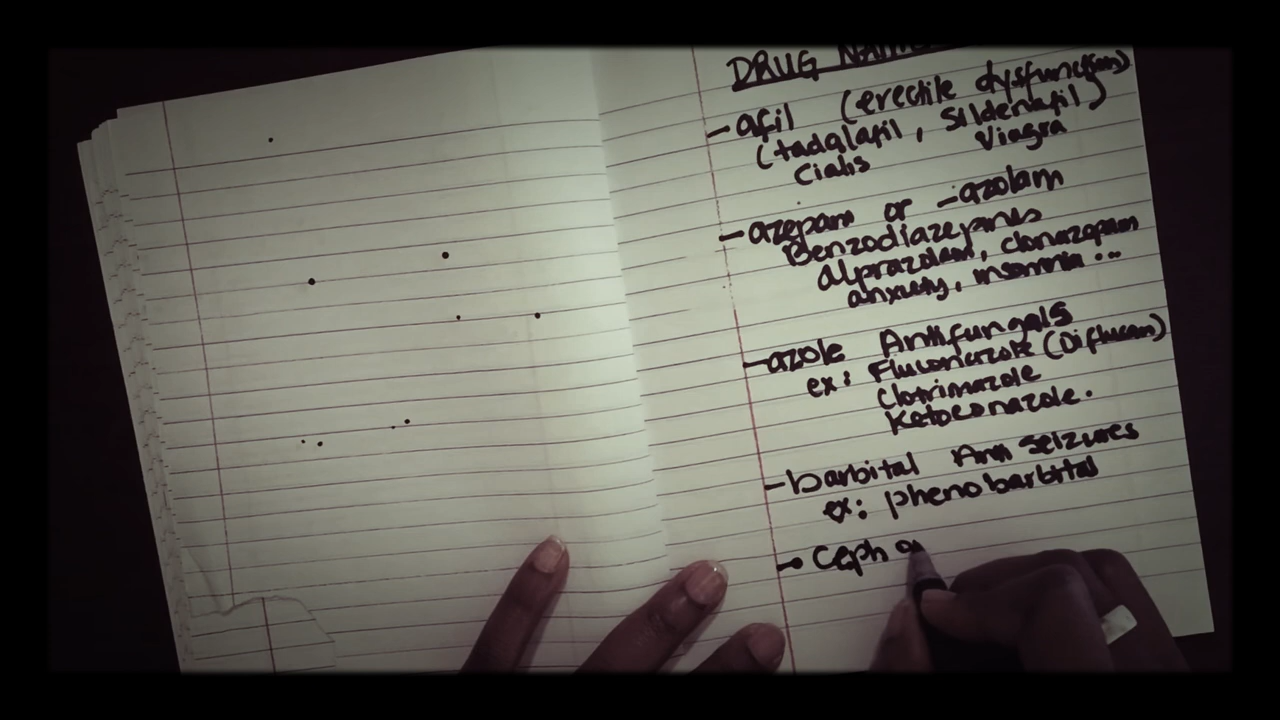 DRUG
-afil (erectile dysfunction)
(tadalafil, Sildenafil)
Cialis Viagra
-azepam or -azolam
Benzodiazepines
alprazolam, clonazepam
anxiety, insomnia ...
-azole Antifungals
ex: Fluconazole (Diflucan)
Clotrimazole
Ketoconazole.
-barbital Anti seizures
ex: phenobarbital
- Ceph